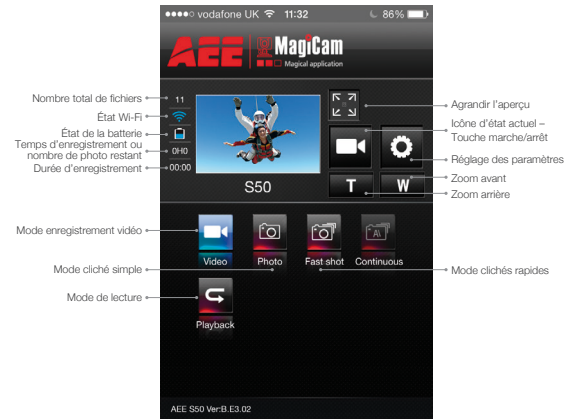 vodafone UK 11:32 86%
AEE MagiCam
Magical application
Nombre total de fichiers
11
État Wi-Fi
État de la batterie
Temps d'enregistrement ou
nombre de photo restant
0H0
Durée d'enregistrement
00:00
S50
Agrandir l'aperçu
Icône d'état actuel –
Touche marche/arrêt
Réglage des paramètres
T W
Zoom avant
Zoom arrière
Mode enregistrement vidéo
Video Photo Fast shot Continuous
Mode cliché simple
Mode clichés rapides
Mode de lecture
Playback
AEE S50 Ver:B.E3.02